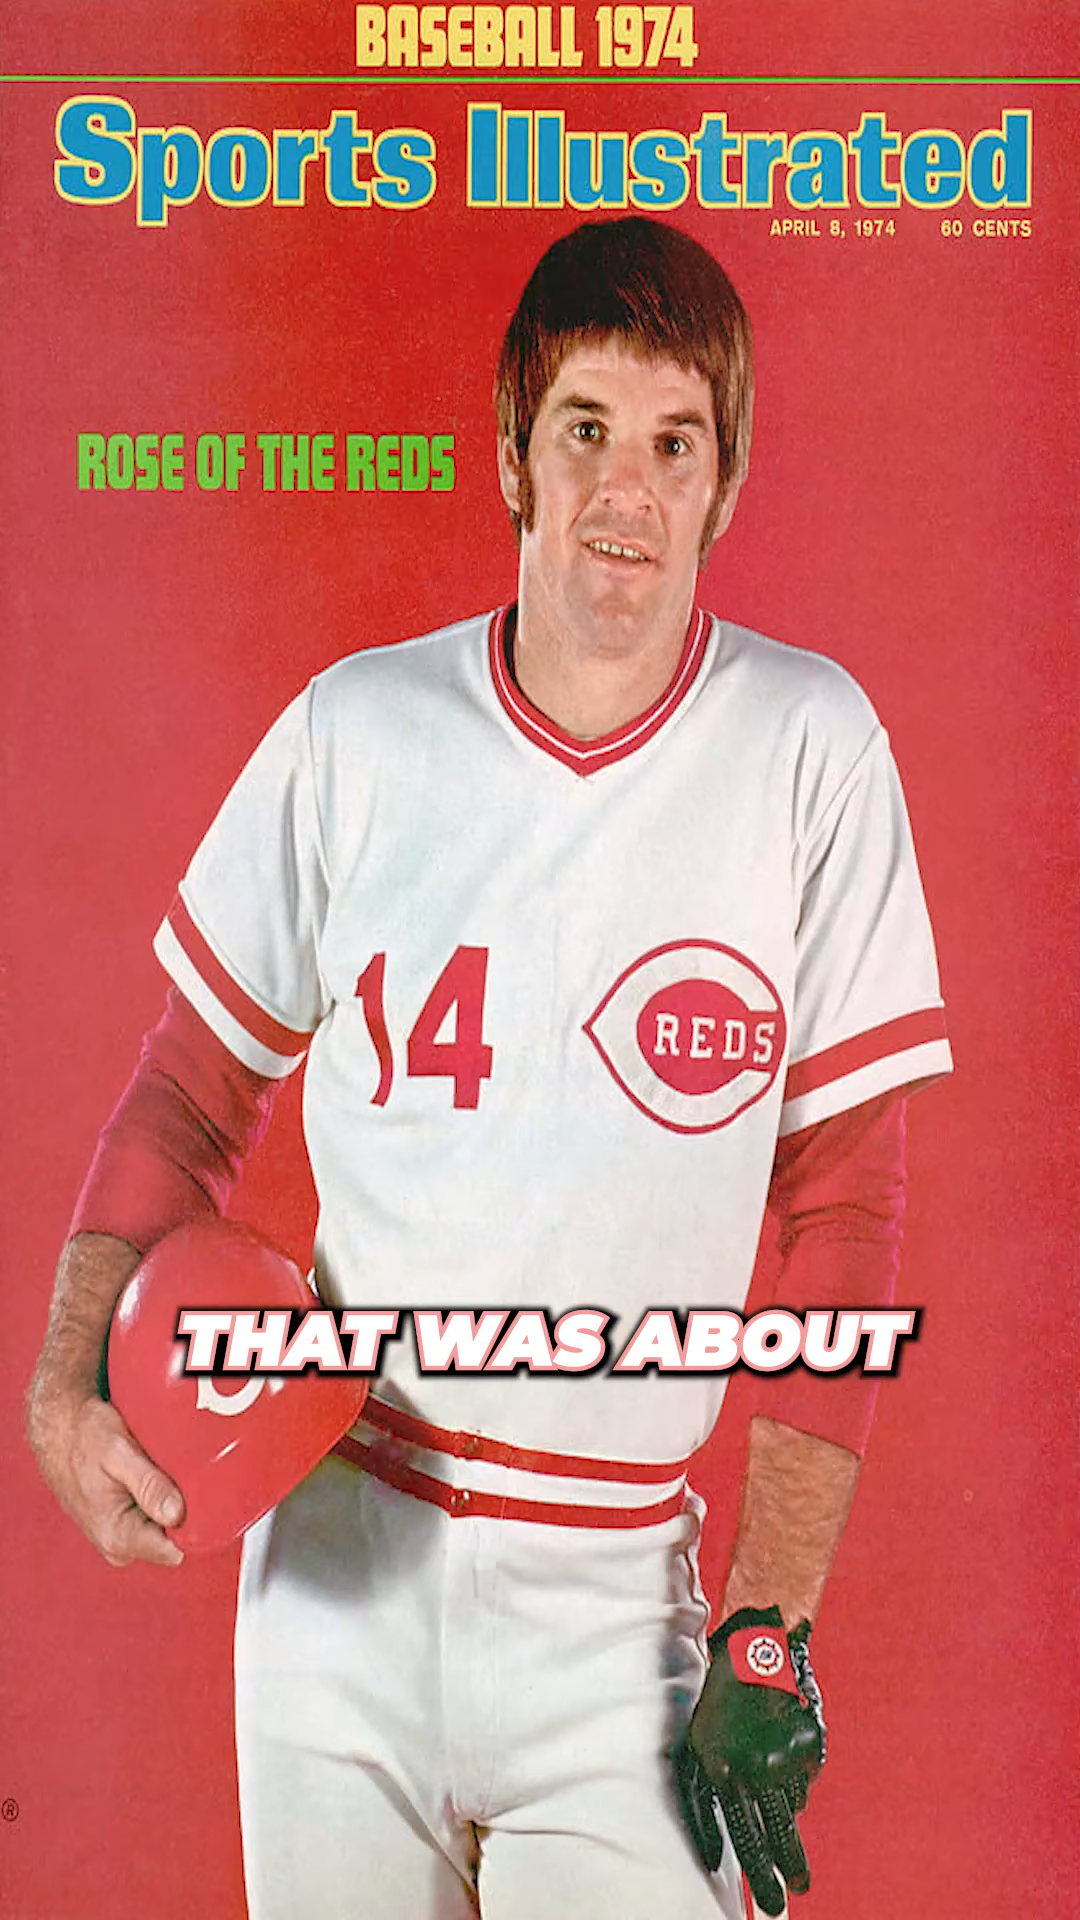 BASEBALL 1974
Sports Illustrated
APRIL 8, 1974 60 CENTS
ROSE OF THE REDS
14
REDS
THAT WAS ABOUT
®